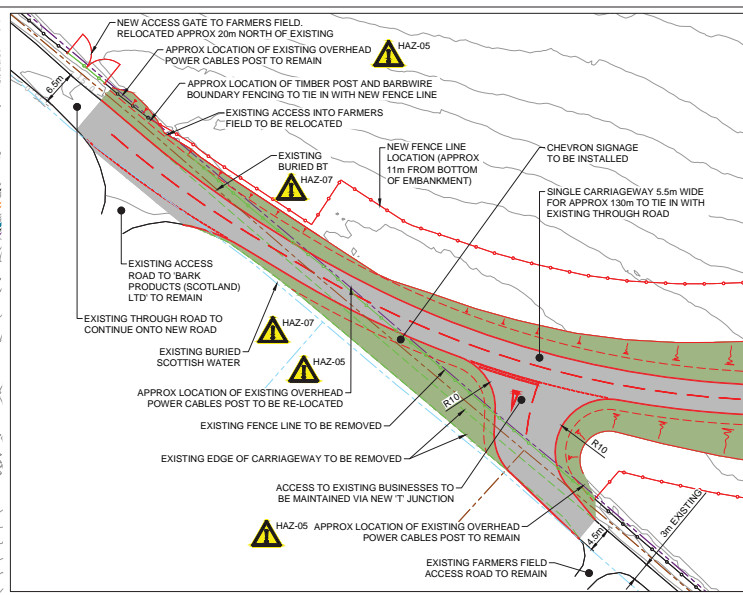 NEW ACCESS GATE TO FARMERS FIELD.
RELOCATED APPROX 20m NORTH OF EXISTING
APPROX LOCATION OF EXISTING OVERHEAD
POWER CABLES POST TO REMAIN
HAZ-05
6.5m
APPROX LOCATION OF TIMBER POST AND BARBWIRE
BOUNDARY FENCING TO TIE IN WITH NEW FENCE LINE
EXISTING ACCESS INTO FARMERS
FIELD TO BE RELOCATED
EXISTING
BURIED BT
HAZ-07
NEW FENCE LINE
LOCATION (APPROX
11m FROM BOTTOM
OF EMBANKMENT)
CHEVRON SIGNAGE
TO BE INSTALLED
SINGLE CARRIAGEWAY 5.5m WIDE
FOR APPROX 130m TO TIE IN WITH
EXISTING THROUGH ROAD
EXISTING ACCESS
ROAD TO 'BARK
PRODUCTS (SCOTLAND)
LTD' TO REMAIN
EXISTING THROUGH ROAD TO
CONTINUE ONTO NEW ROAD
HAZ-07
EXISTING BURIED
SCOTTISH WATER
HAZ-05
APPROX LOCATION OF EXISTING OVERHEAD
POWER CABLES POST TO BE RE-LOCATED
R10
EXISTING FENCE LINE TO BE REMOVED
R10
EXISTING EDGE OF CARRIAGEWAY TO BE REMOVED
ACCESS TO EXISTING BUSINESSES TO
BE MAINTAINED VIA NEW 'T' JUNCTION
3m EXISTING
HAZ-05
APPROX LOCATION OF EXISTING OVERHEAD
POWER CABLES POST TO REMAIN
4.5m
EXISTING FARMERS FIELD
ACCESS ROAD TO REMAIN